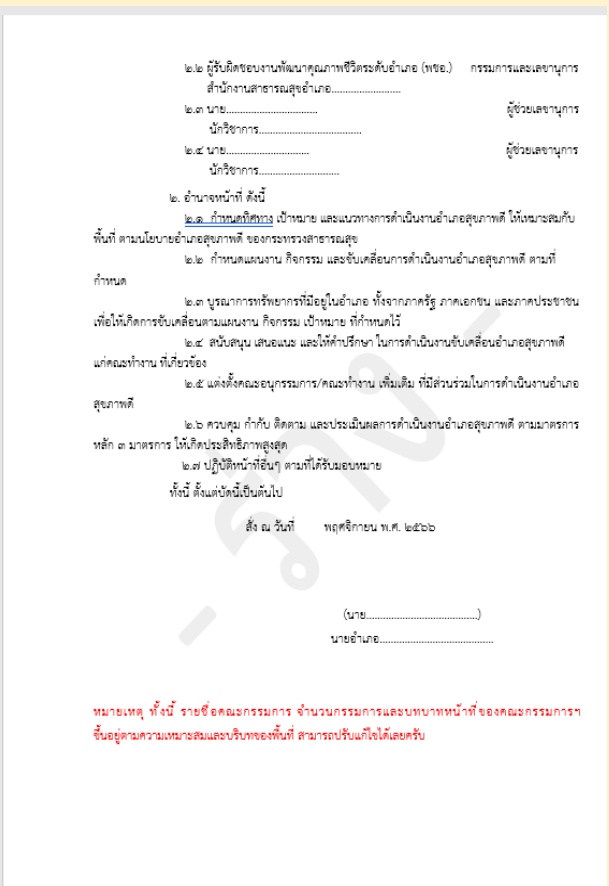 ๒.๒ ผู้รับผิดชอบงานพัฒนาคุณภาพชีวิตระดับอำเภอ (พชอ.) กรรมการและเลขานุการ
สำนักงานสาธารณสุขอำเภอ.........................
๒.๓ นาย................................. ผู้ช่วยเลขานุการ
นักวิชาการ.....................................
๒.๔ นาย.............................. ผู้ช่วยเลขานุการ
นักวิชาการ.............................
๒. อำนาจหน้าที่ ดังนี้
๒.๑ กำหนดทิศทาง เป้าหมาย และแนวทางการดำเนินงานอำเภอสุขภาพดี ให้เหมาะสมกับ
พื้นที่ ตามนโยบายอำเภอสุขภาพดี ของกระทรวงสาธารณสุข
๒.๒ กำหนดแผนงาน กิจกรรม และขับเคลื่อนการดำเนินงานอำเภอสุขภาพดี ตามที่
กำหนด
๒.๓ บูรณาการทรัพยากรที่มีอยู่ในอำเภอ ทั้งจากภาครัฐ ภาคเอกชน และภาคประชาชน
เพื่อให้เกิดการขับเคลื่อนตามแผนงาน กิจกรรม เป้าหมาย ที่กำหนดไว้
๒.๔ สนับสนุน เสนอแนะ และให้คำปรึกษา ในการดำเนินงานขับเคลื่อนอำเภอสุขภาพดี
แก่คณะทำงาน ที่เกี่ยวข้อง
๒.๕ แต่งตั้งคณะอนุกรรมการ/คณะทำงาน เพิ่มเติม ที่มีส่วนร่วมในการดำเนินงานอำเภอ
สุขภาพดี
๒.๖ ควบคุม กำกับ ติดตาม และประเมินผลการดำเนินงานอำเภอสุขภาพดี ตามมาตรการ
หลัก ๓ มาตรการ ให้เกิดประสิทธิภาพสูงสุด
๒.๗ ปฏิบัติหน้าที่อื่นๆ ตามที่ได้รับมอบหมาย
ทั้งนี้ ตั้งแต่บัดนี้เป็นต้นไป
สั่ง ณ วันที่ พฤศจิกายน พ.ศ. ๒๕๖๖
- ร่าง -
(นาย........................................)
นายอำเภอ.........................................
หมายเหตุ ทั้งนี้ รายชื่อคณะกรรมการ จำนวนกรรมการและบทบาทหน้าที่ของคณะกรรมการฯ
ขึ้นอยู่ตามความเหมาะสมและบริบทของพื้นที่ สามารถปรับแก้ไขได้เลยครับ